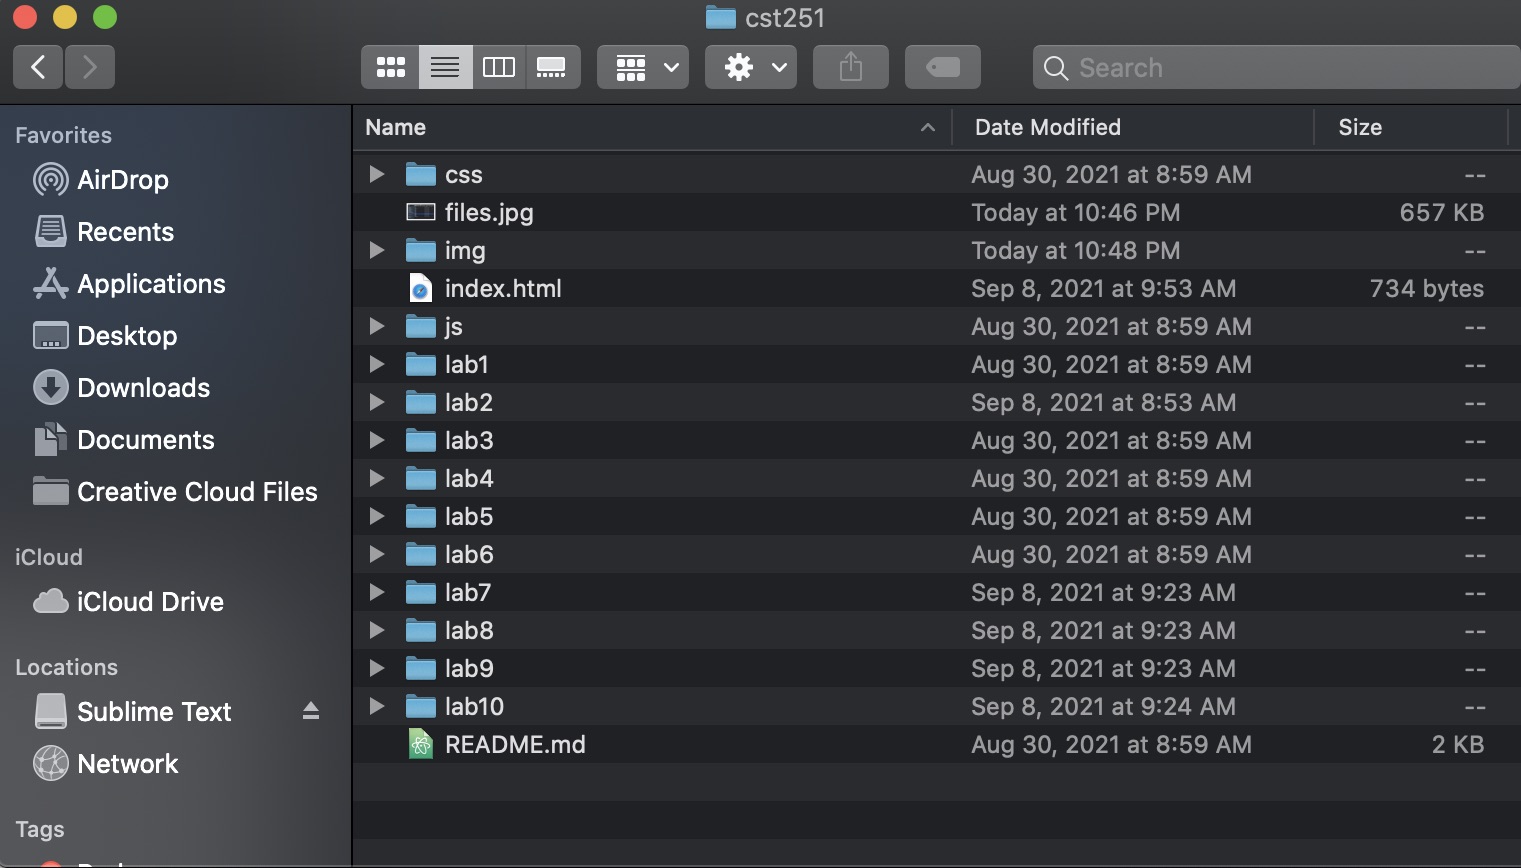 cst251
Search
Favorites
AirDrop
Recents
Applications
Desktop
Downloads
Documents
Creative Cloud Files
iCloud
iCloud Drive
Locations
Sublime Text
Network
Tags
Name Date Modified Size
css Aug 30, 2021 at 8:59 AM --
files.jpg Today at 10:46 PM 657 KB
img Today at 10:48 PM --
index.html Sep 8, 2021 at 9:53 AM 734 bytes
js Aug 30, 2021 at 8:59 AM --
lab1 Aug 30, 2021 at 8:59 AM --
lab2 Sep 8, 2021 at 8:53 AM --
lab3 Aug 30, 2021 at 8:59 AM --
lab4 Aug 30, 2021 at 8:59 AM --
lab5 Aug 30, 2021 at 8:59 AM --
lab6 Aug 30, 2021 at 8:59 AM --
lab7 Sep 8, 2021 at 9:23 AM --
lab8 Sep 8, 2021 at 9:23 AM --
lab9 Sep 8, 2021 at 9:23 AM --
lab10 Sep 8, 2021 at 9:24 AM --
README.md Aug 30, 2021 at 8:59 AM 2 KB